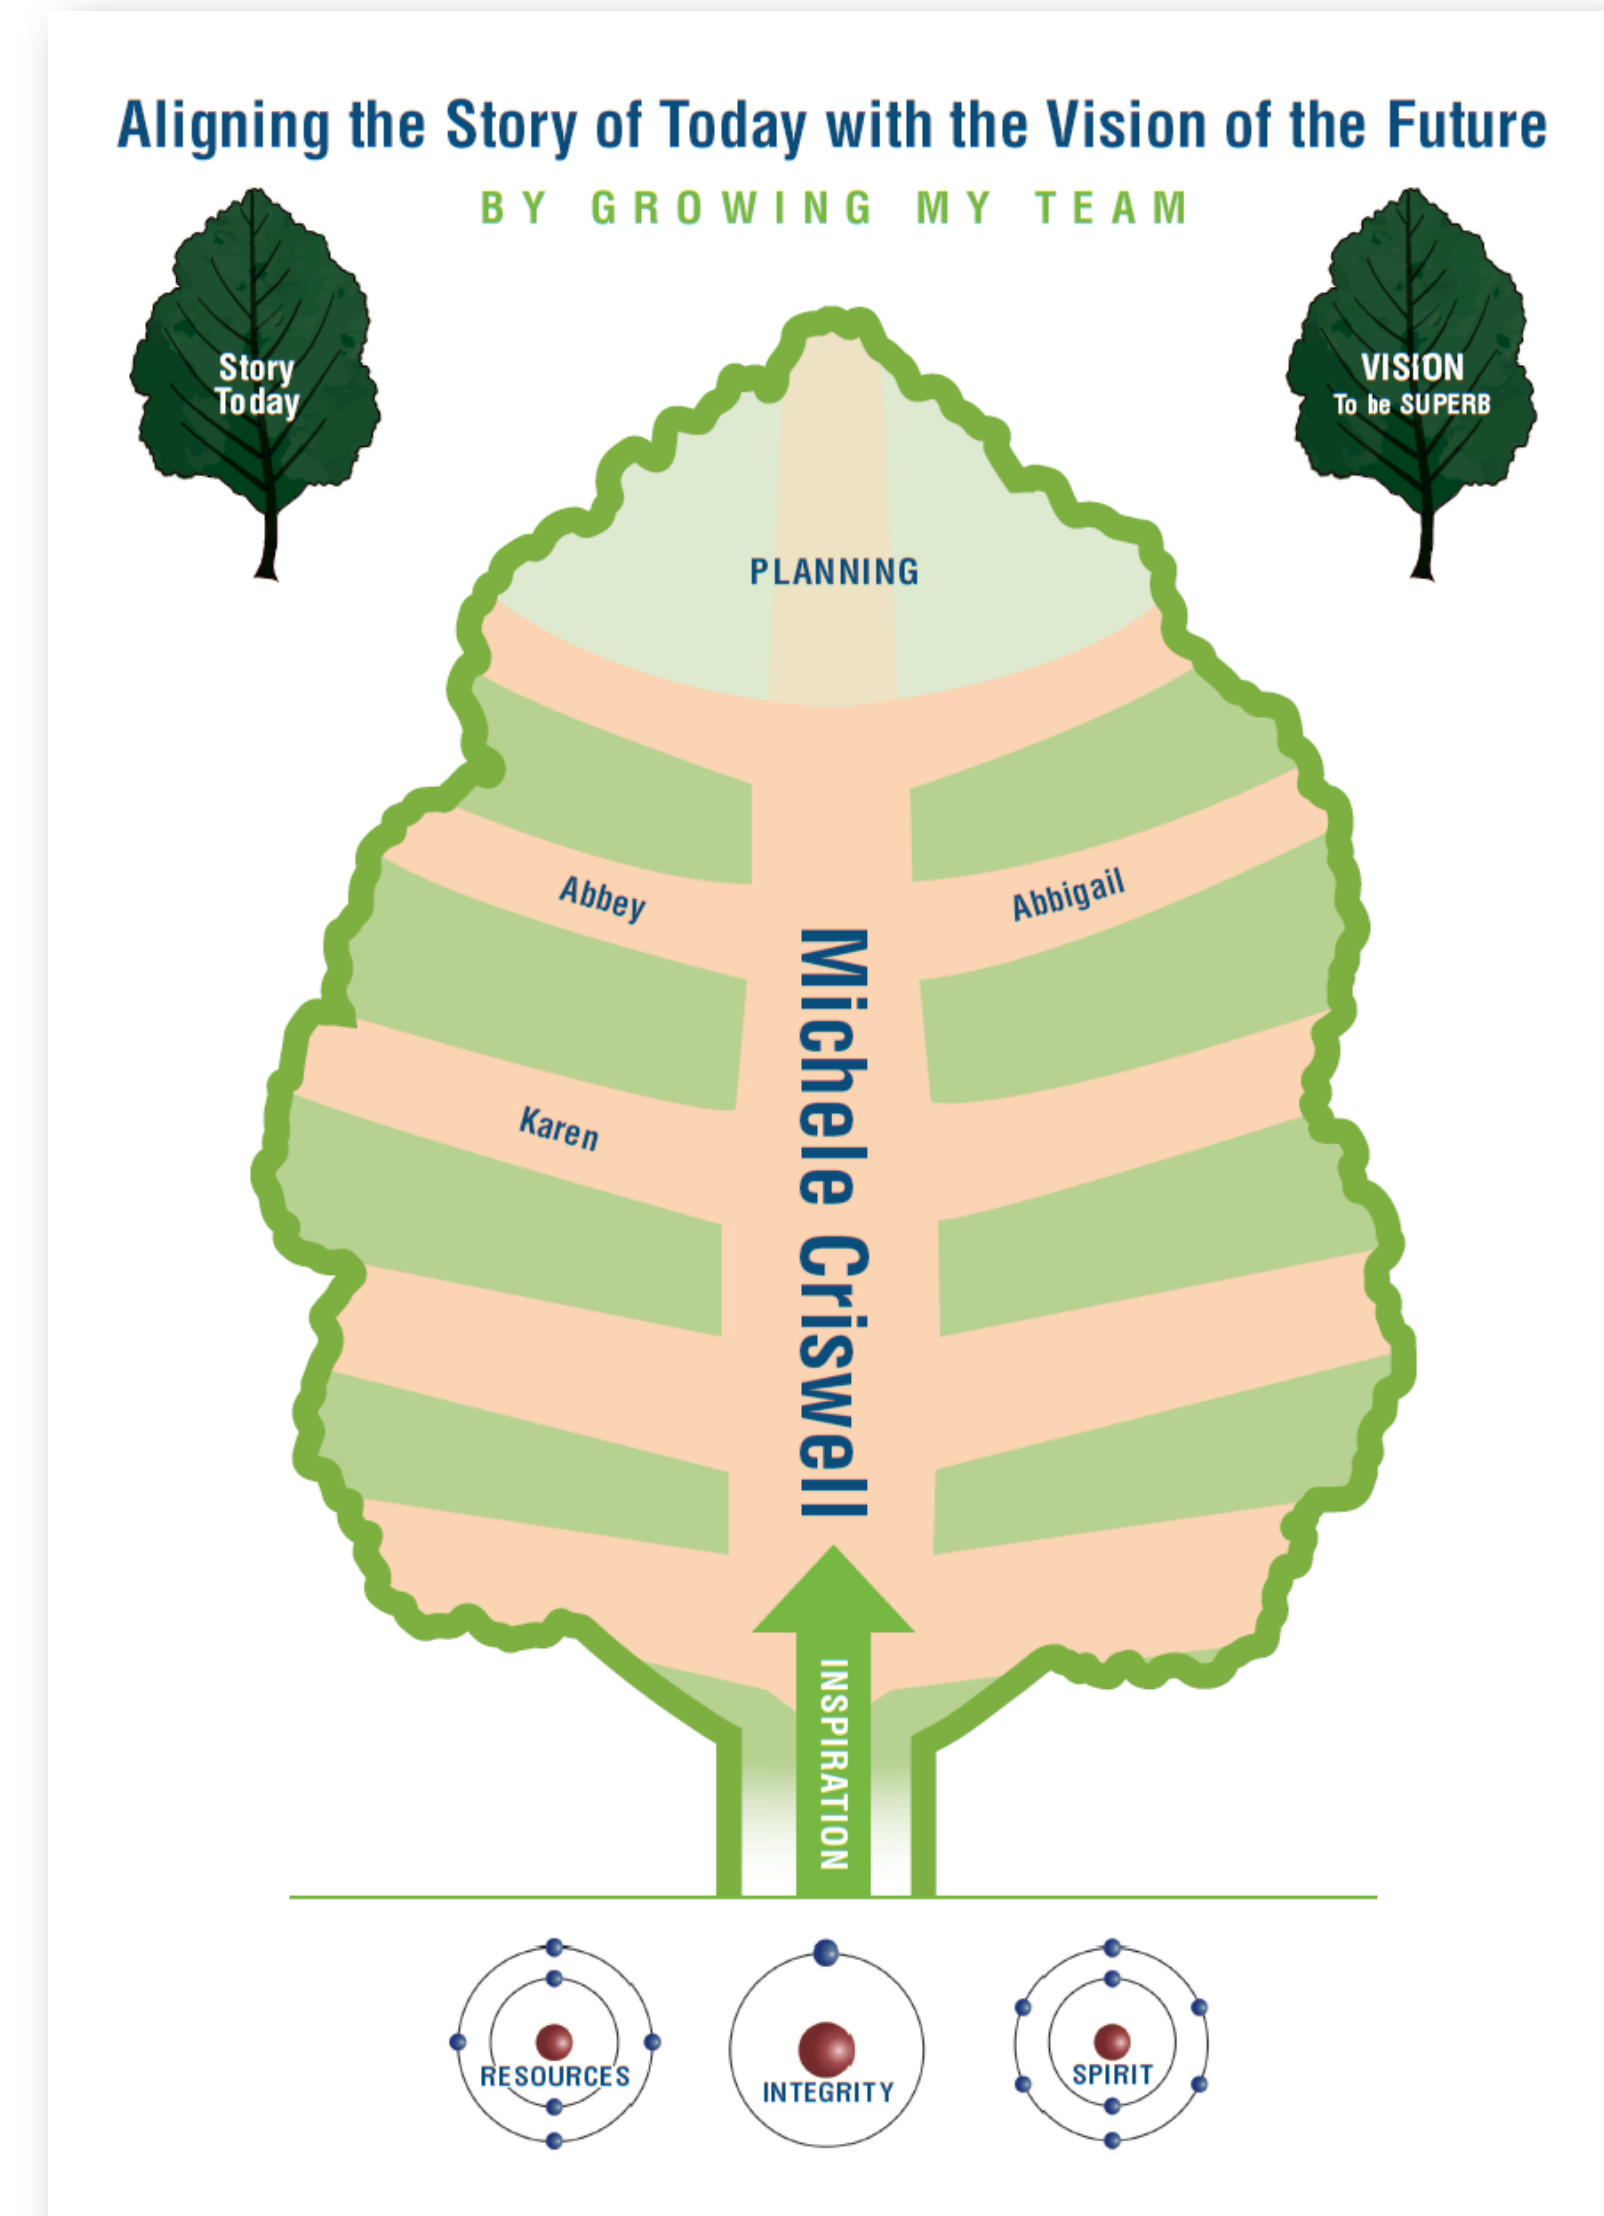 Aligning the Story of Today with the Vision of the Future
BY GROWING MY TEAM
Story
Today
VISION
To be SUPERB
PLANNING
Abbey
Abbigail
Karen
Michele Criswell
INSPIRATION
RESOURCES
INTEGRITY
SPIRIT